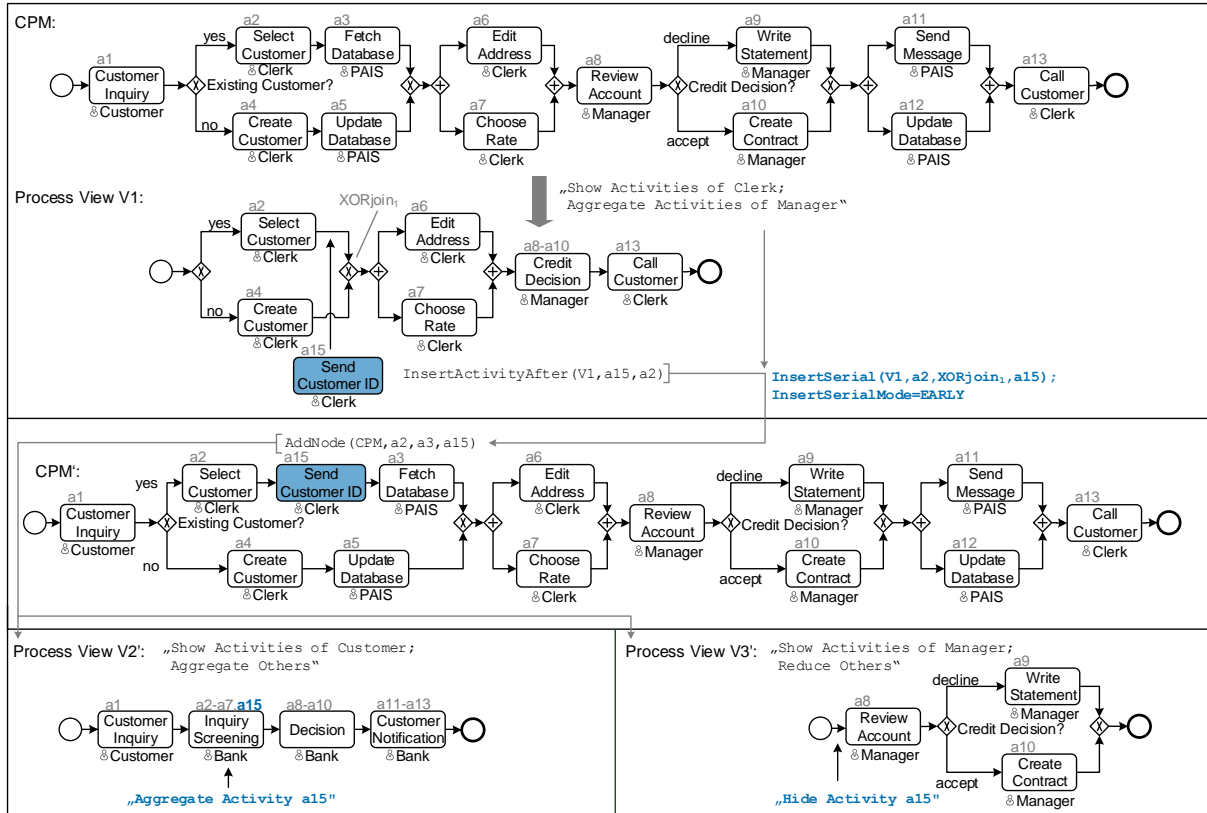 CPM:
a1
Customer
Inquiry
Customer
yes
no
Existing Customer?
a2
Select
Customer
Clerk
a3
Fetch
Database
PAIS
a4
Create
Customer
Clerk
a5
Update
Database
PAIS
a6
Edit
Address
Clerk
a7
Choose
Rate
Clerk
a8
Review
Account
Manager
decline
accept
Credit Decision?
a9
Write
Statement
Manager
a10
Create
Contract
Manager
a11
Send
Message
PAIS
a12
Update
Database
PAIS
a13
Call
Customer
Clerk
„Show Activities of Clerk;
Aggregate Activities of Manager“
Process View V1:
yes
no
a2
Select
Customer
Clerk
a4
Create
Customer
Clerk
XORjoin₁
a6
Edit
Address
Clerk
a7
Choose
Rate
Clerk
a8-a10
Credit
Decision
Manager
a13
Call
Customer
Clerk
a15
Send
Customer ID
Clerk
InsertActivityAfter(V1,a15,a2)
InsertSerial(V1,a2,XORjoin₁,a15);
InsertSerialMode=EARLY
AddNode(CPM,a2,a3,a15)
CPM‘:
a1
Customer
Inquiry
Customer
yes
no
Existing Customer?
a2
Select
Customer
Clerk
a15
Send
Customer ID
Clerk
a3
Fetch
Database
PAIS
a4
Create
Customer
Clerk
a5
Update
Database
PAIS
a6
Edit
Address
Clerk
a7
Choose
Rate
Clerk
a8
Review
Account
Manager
decline
accept
Credit Decision?
a9
Write
Statement
Manager
a10
Create
Contract
Manager
a11
Send
Message
PAIS
a12
Update
Database
PAIS
a13
Call
Customer
Clerk
Process View V2':
„Show Activities of Customer;
Aggregate Others“
a1
Customer
Inquiry
Customer
a2-a7,a15
Inquiry
Screening
Bank
a8-a10
Decision
Bank
a11-a13
Customer
Notification
Bank
„Aggregate Activity a15"
Process View V3':
„Show Activities of Manager;
Reduce Others“
a8
Review
Account
Manager
decline
accept
Credit Decision?
a9
Write
Statement
Manager
a10
Create
Contract
Manager
„Hide Activity a15"